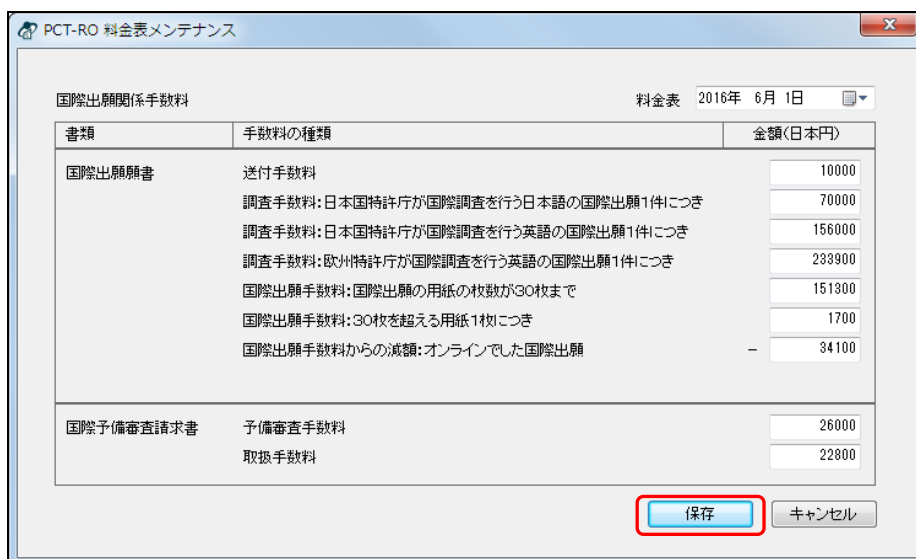 PCT-RO 料金表メンテナンス
国際出願関係手数料 料金表 2016年 6月 1日
書類 手数料の種類 金額(日本円)
国際出願願書 送付手数料 10000
調査手数料:日本国特許庁が国際調査を行う日本語の国際出願1件につき 70000
調査手数料:日本国特許庁が国際調査を行う英語の国際出願1件につき 156000
調査手数料:欧州特許庁が国際調査を行う英語の国際出願1件につき 233900
国際出願手数料:国際出願の用紙の枚数が30枚まで 151300
国際出願手数料:30枚を超える用紙1枚につき 1700
国際出願手数料からの減額:オンラインでした国際出願 - 34100
国際予備審査請求書 予備審査手数料 26000
取扱手数料 22800
保存 キャンセル